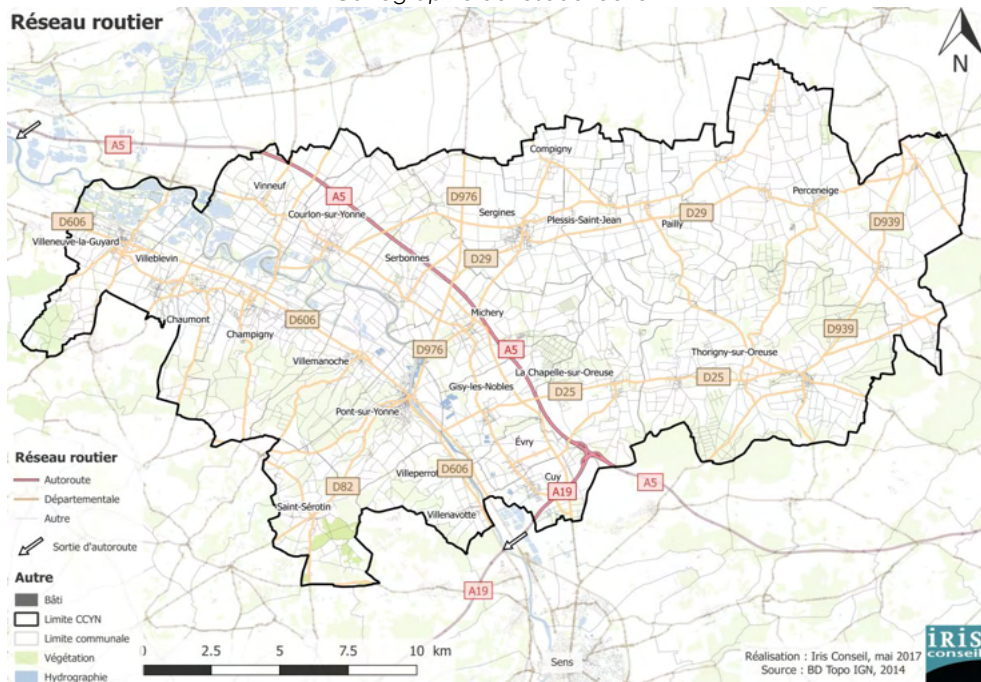 Réseau routier
N
A5
Compigny
Vinneuf
A5
D976
Perceneige
Courlon-sur-Yonne
Sergines
Plessis-Saint-Jean
D29
D606
Pailly
D939
Villeneuve-la-Guyard
Villeblevin
Serbonnes
D29
Chaumont
D606
Michery
D939
Champigny
D976
A5
Villemanoche
Thorigny-sur-Oreuse
La Chapelle-sur-Oreuse
D25
Gisy-les-Nobles
D25
Pont-sur-Yonne
Évry
Villeperrot
D606
Cuy
A5
D82
A19
Saint-Sérotin
Villenavotte
A19
Sens
Réseau routier
Autoroute
Départementale
Autre
Sortie d'autoroute
Autre
Bâti
Limite CCYN
Limite communale
Végétation
Hydrographie
0 2.5 5 7.5 10 km
Réalisation : Iris Conseil, mai 2017
Source : BD Topo IGN, 2014
iRiS
conseil